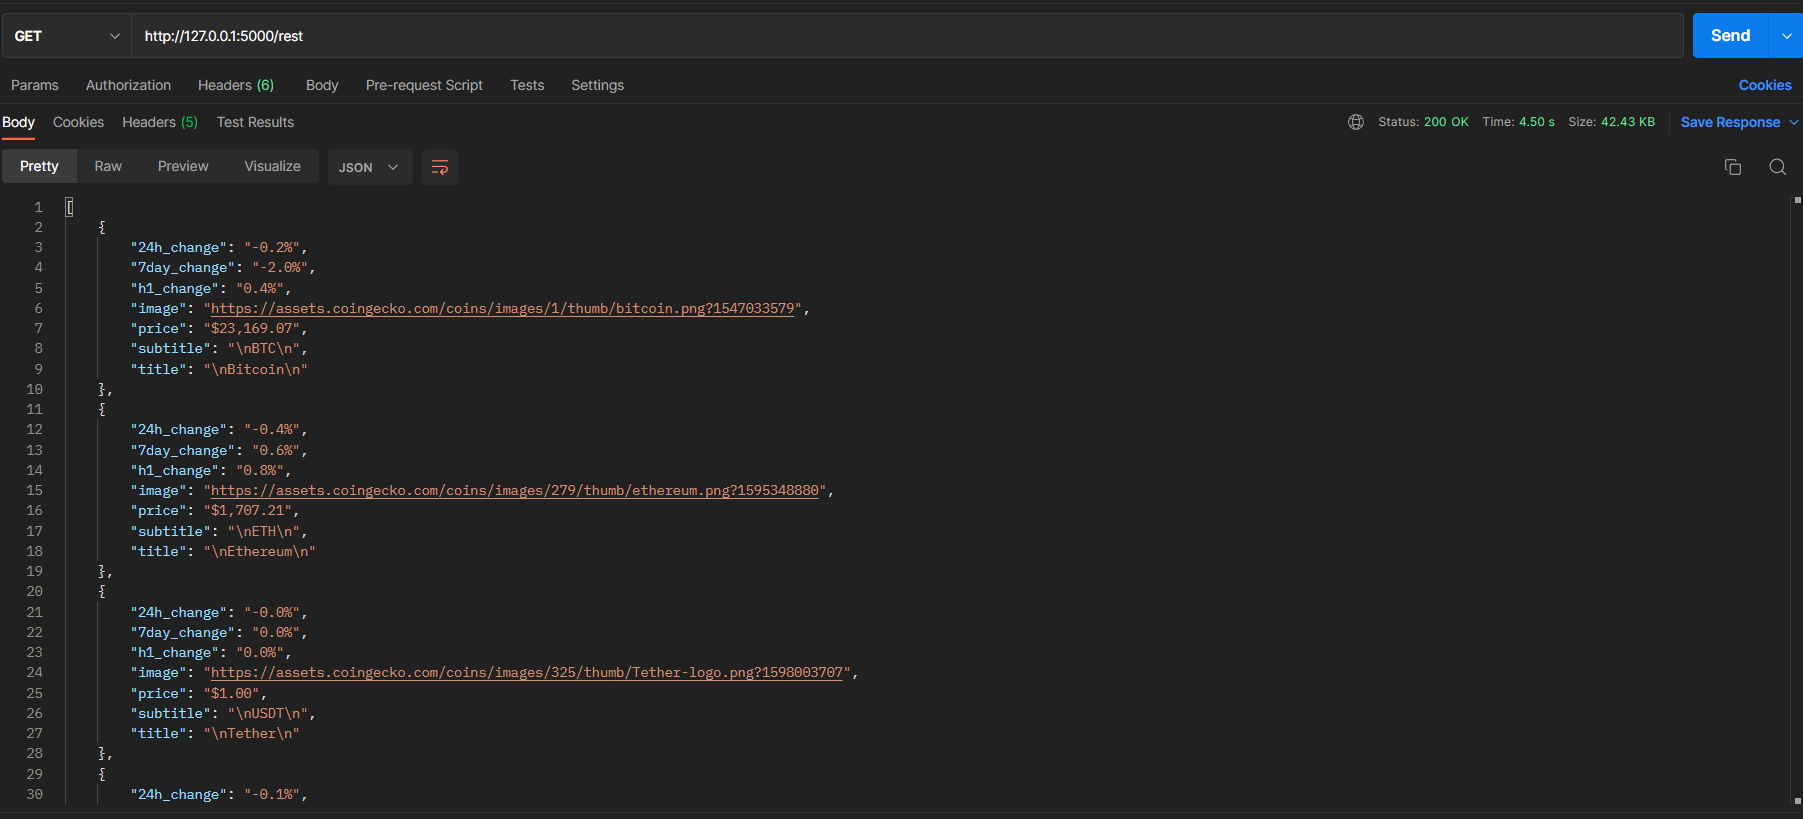 GET http://127.0.0.1:5000/rest Send
Params Authorization Headers (6) Body Pre-request Script Tests Settings Cookies
Body Cookies Headers (5) Test Results Status: 200 OK Time: 4.50 s Size: 42.43 KB Save Response
Pretty Raw Preview Visualize JSON
1 [
2 {
3 "24h_change": "-0.2%",
4 "7day_change": "-2.0%",
5 "h1_change": "0.4%",
6 "image": "https://assets.coingecko.com/coins/images/1/thumb/bitcoin.png?1547033579",
7 "price": "$23,169.07",
8 "subtitle": "\nBTC\n",
9 "title": "\nBitcoin\n"
10 },
11 {
12 "24h_change": "-0.4%",
13 "7day_change": "0.6%",
14 "h1_change": "0.8%",
15 "image": "https://assets.coingecko.com/coins/images/279/thumb/ethereum.png?1595348880",
16 "price": "$1,707.21",
17 "subtitle": "\nETH\n",
18 "title": "\nEthereum\n"
19 },
20 {
21 "24h_change": "-0.0%",
22 "7day_change": "0.0%",
23 "h1_change": "0.0%",
24 "image": "https://assets.coingecko.com/coins/images/325/thumb/Tether-logo.png?1598003707",
25 "price": "$1.00",
26 "subtitle": "\nUSDT\n",
27 "title": "\nTether\n"
28 },
29 {
30 "24h_change": "-0.1%",